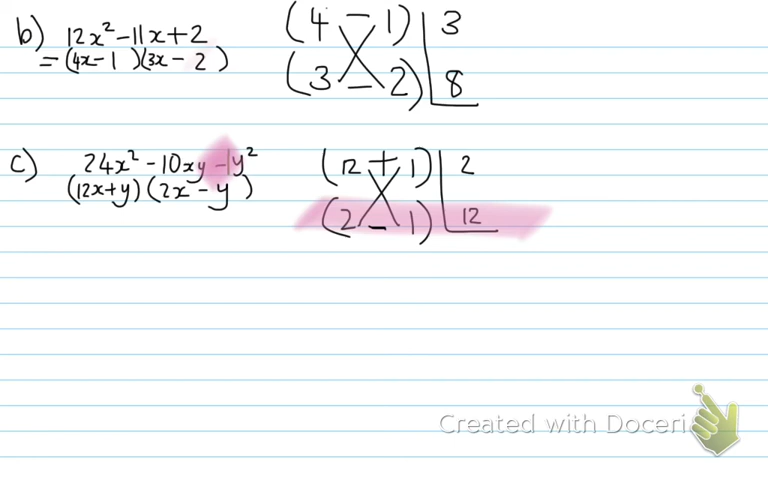 b) 12x² - 11x + 2 (4 - 1) 3
= (4x - 1)(3x - 2) (3 - 2) 8
c) 24x² - 10xy - 1y² (12 + 1) 2
(12x + y)(2x - y) (2 - 1) 12
Created with Doceri